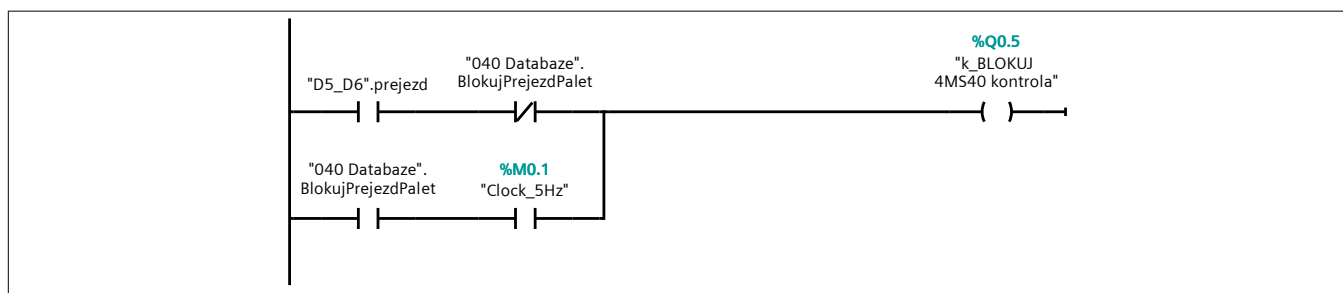 %Q0.5
"040 Databaze".
"k_BLOKUJ
"D5_D6".prejezd
BlokujPrejezdPalet
4MS40 kontrola"
"040 Databaze".
%M0.1
BlokujPrejezdPalet
"Clock_5Hz"